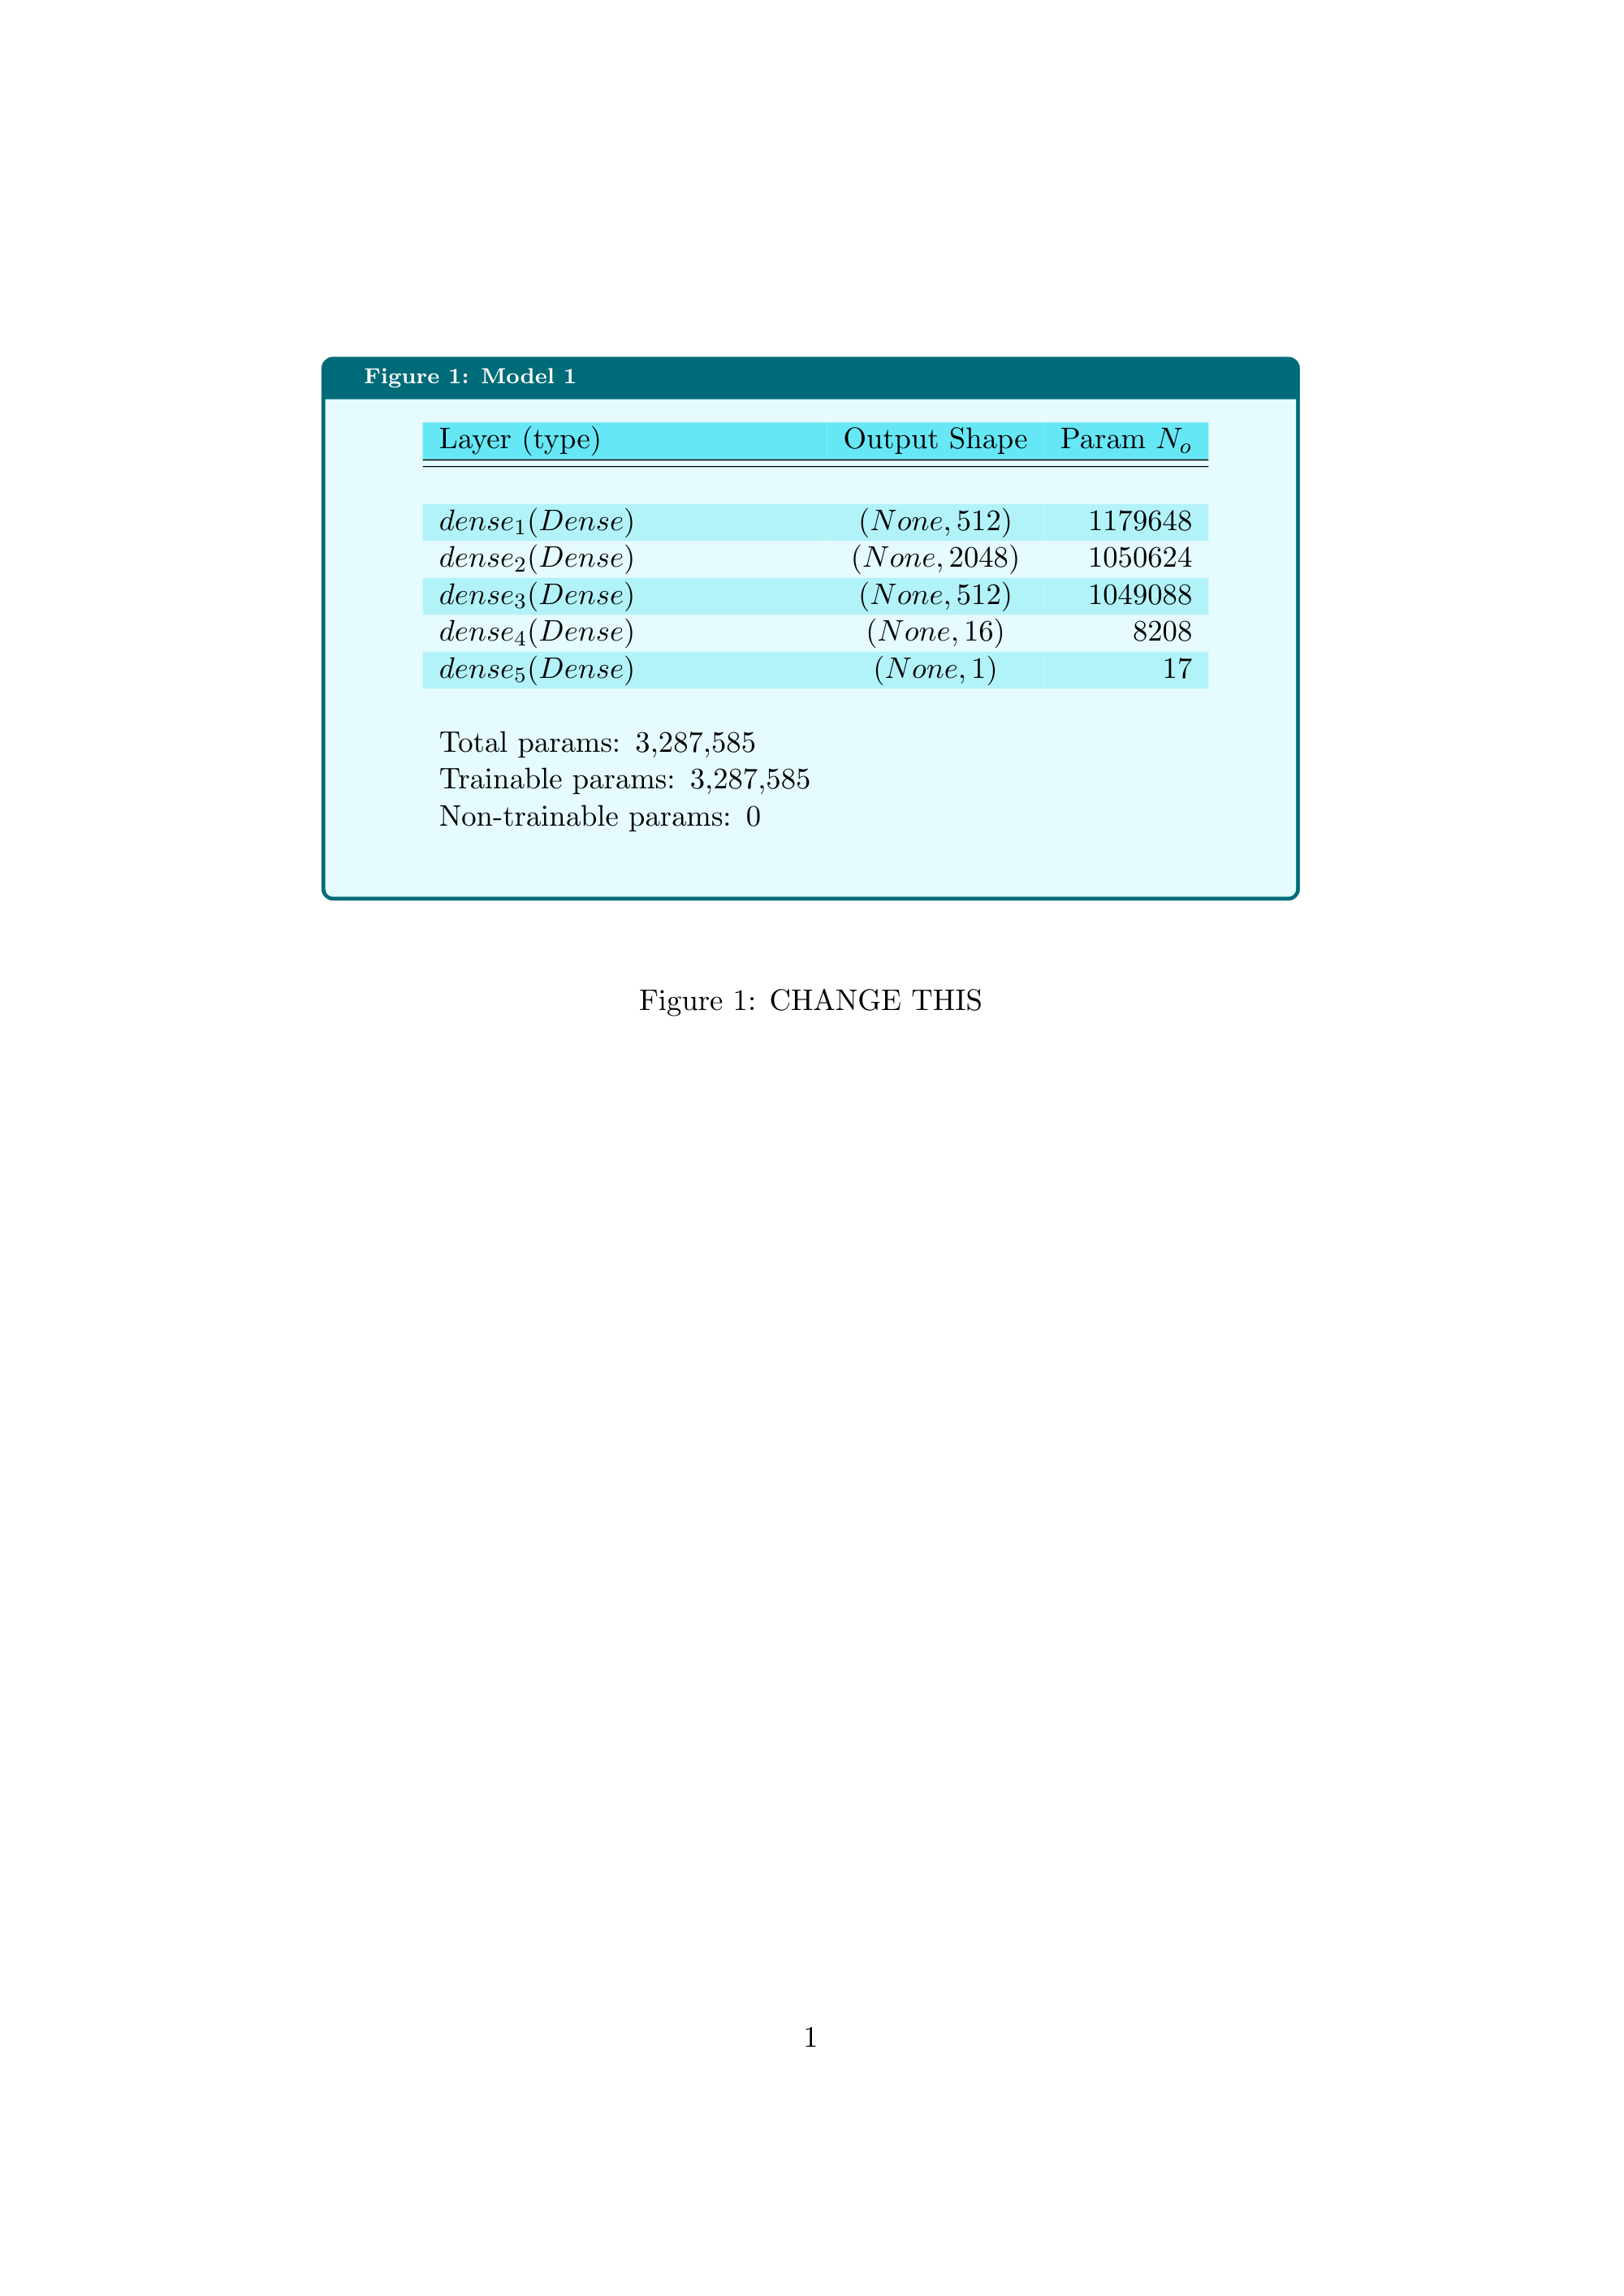 Figure 1: Model 1
Layer (type) Output Shape Param N_o
dense_1(Dense) (None, 512) 1179648
dense_2(Dense) (None, 2048) 1050624
dense_3(Dense) (None, 512) 1049088
dense_4(Dense) (None, 16) 8208
dense_5(Dense) (None, 1) 17
Total params: 3,287,585
Trainable params: 3,287,585
Non-trainable params: 0
Figure 1: CHANGE THIS
1